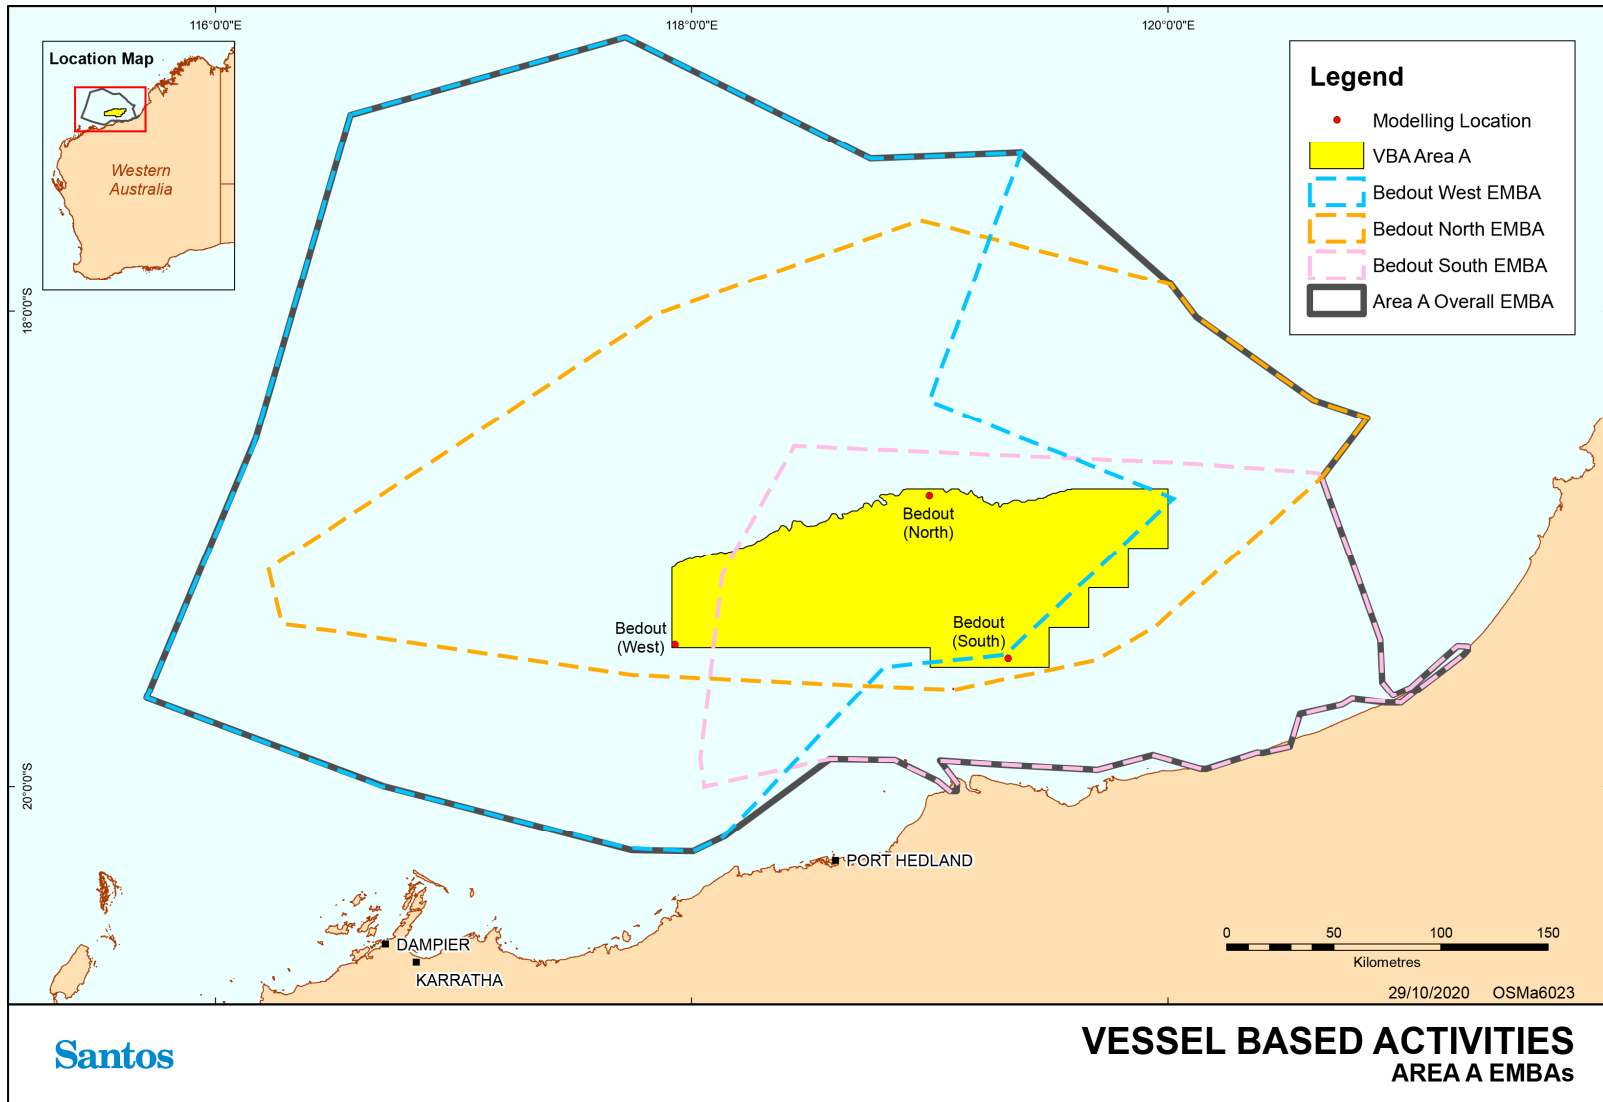 116°0'0"E
118°0'0"E
120°0'0"E
Location Map
Western
Australia
Legend
Modelling Location
VBA Area A
Bedout West EMBA
Bedout North EMBA
Bedout South EMBA
Area A Overall EMBA
18°0'0"S
20°0'0"S
Bedout
(North)
Bedout
(West)
Bedout
(South)
PORT HEDLAND
DAMPIER
KARRATHA
0 50 100 150
Kilometres
29/10/2020 OSMa6023
Santos
VESSEL BASED ACTIVITIES
AREA A EMBAs